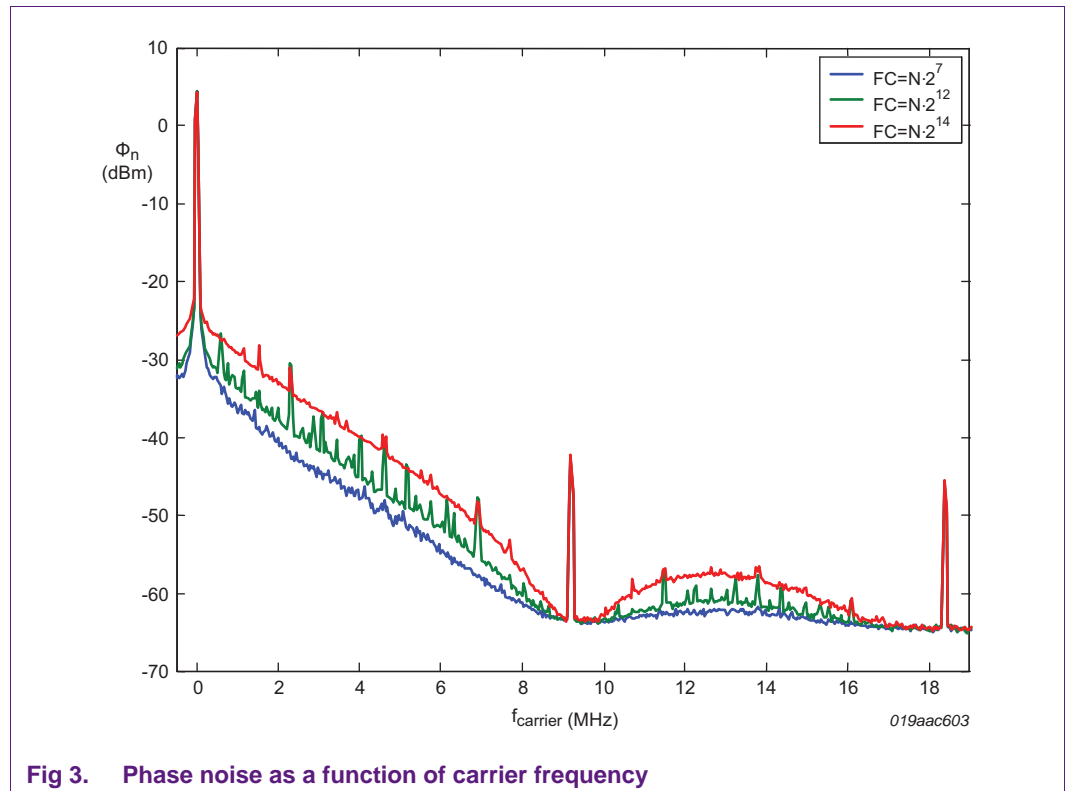 10
0
-10
-20
-30
-40
-50
-60
-70
Φn
(dBm)
FC=N·2^7
FC=N·2^12
FC=N·2^14
0 2 4 6 8 10 12 14 16 18
fcarrier (MHz)
019aac603
Fig 3. Phase noise as a function of carrier frequency